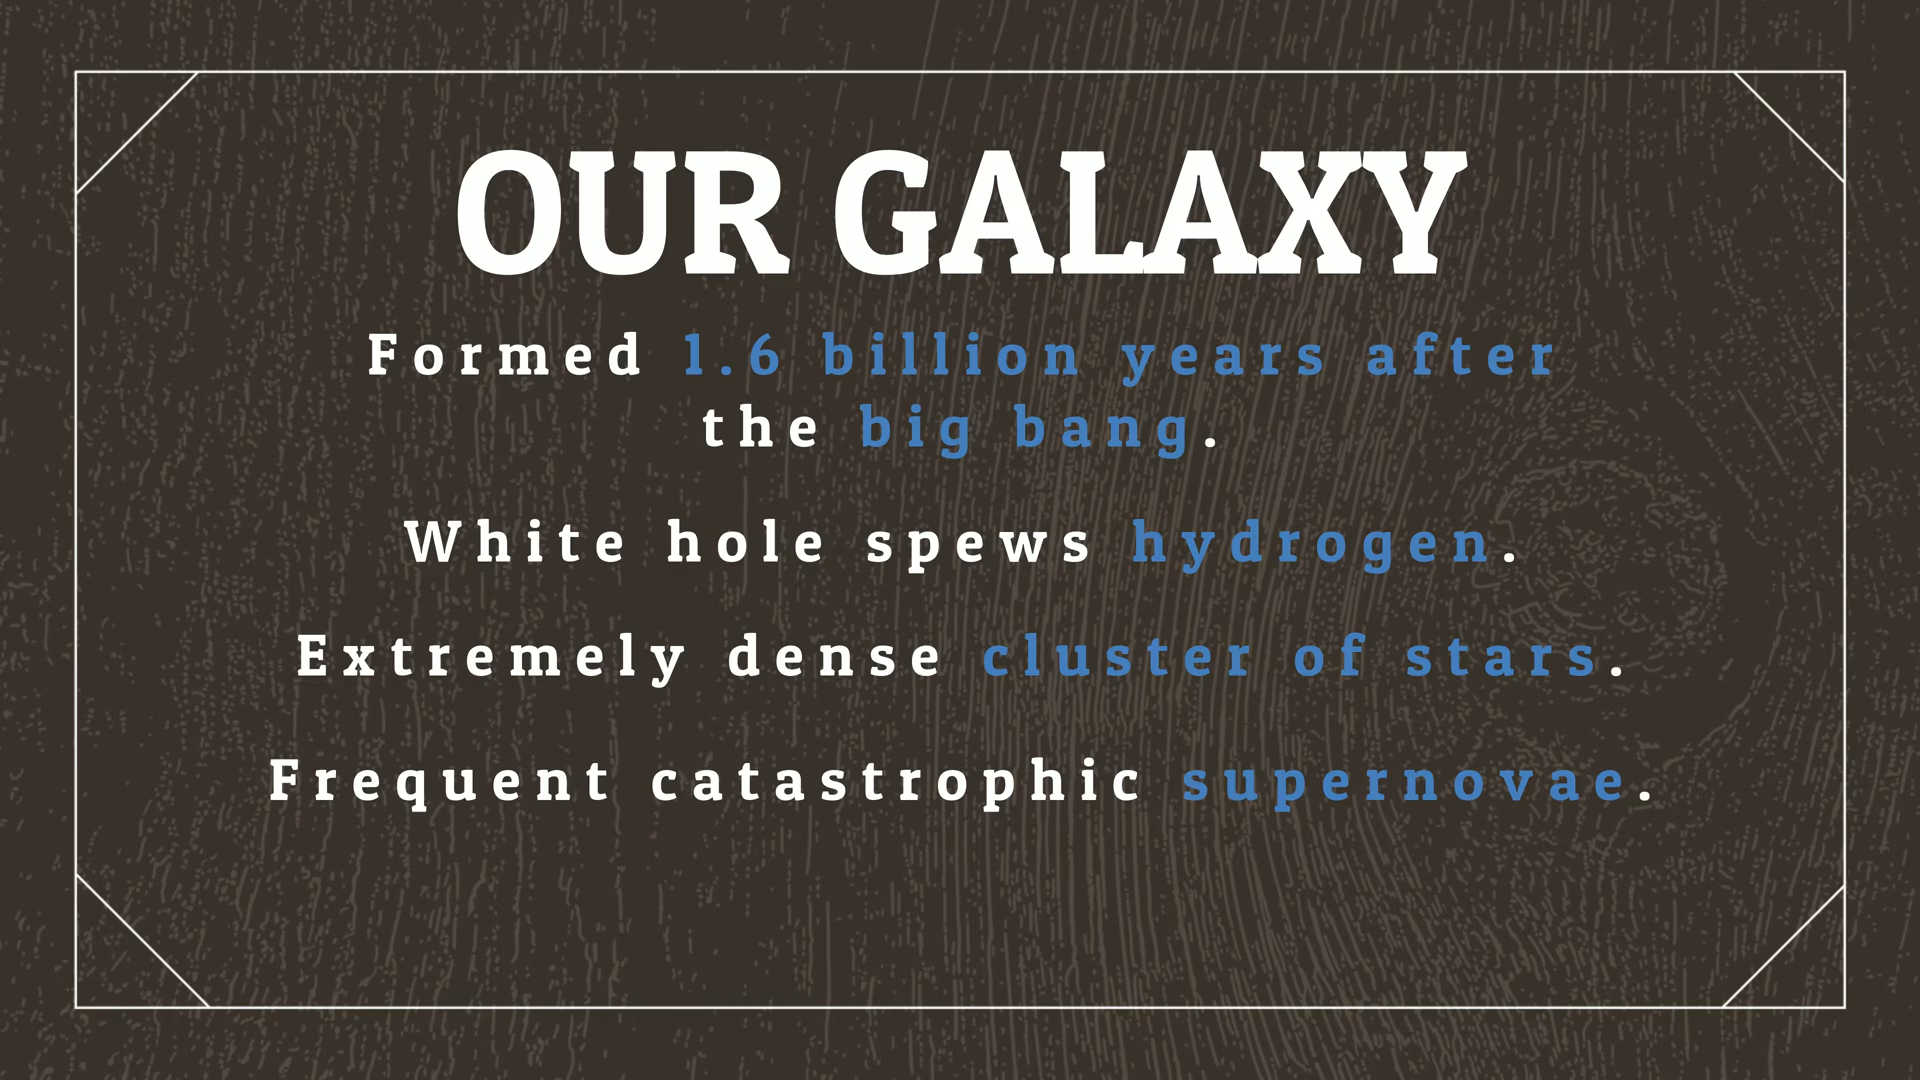 OUR GALAXY
Formed 1.6 billion years after
the big bang.
White hole spews hydrogen.
Extremely dense cluster of stars.
Frequent catastrophic supernovae.